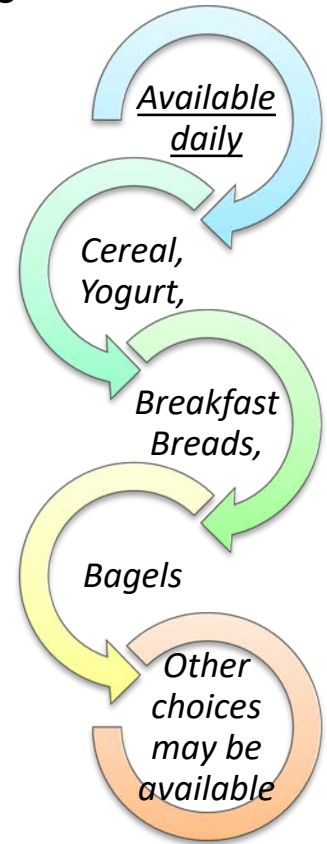 Available
daily
Cereal,
Yogurt,
Breakfast
Breads,
Bagels
Other
choices
may be
available